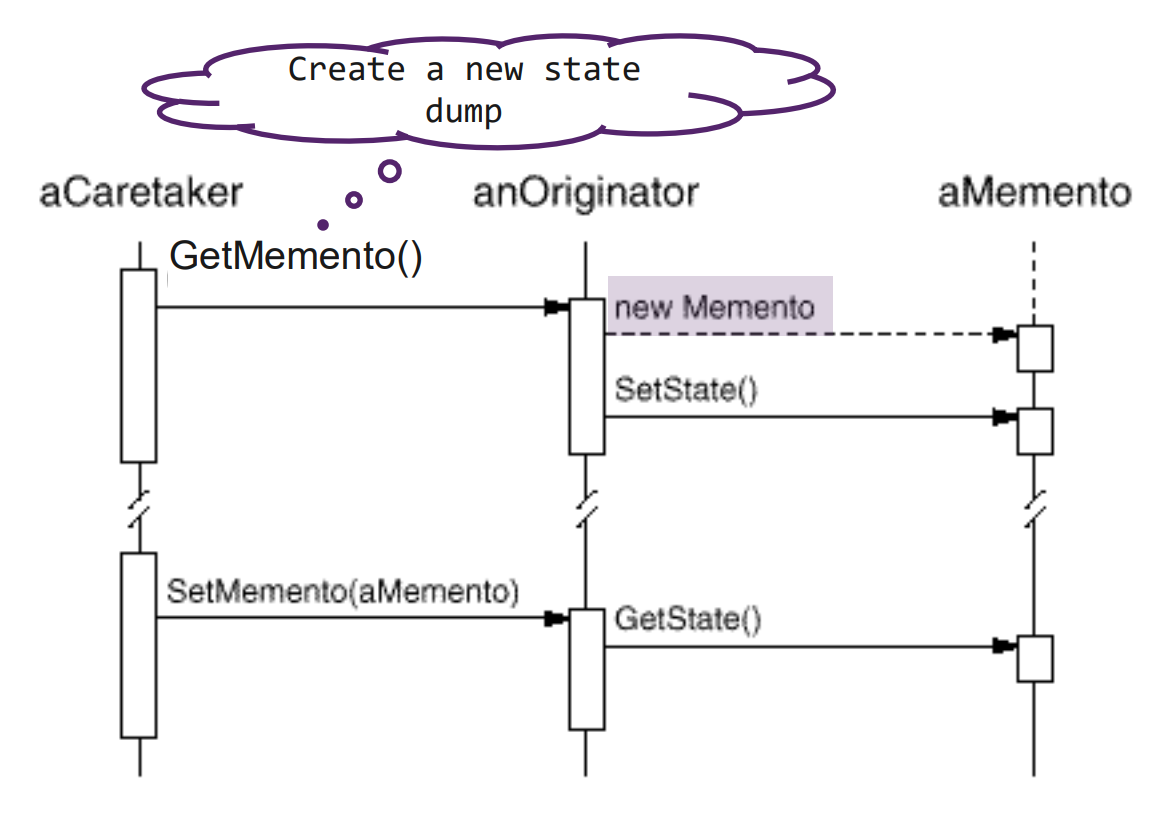 Create a new state
dump
aCaretaker
anOriginator
aMemento
GetMemento()
new Memento
SetState()
SetMemento(aMemento)
GetState()